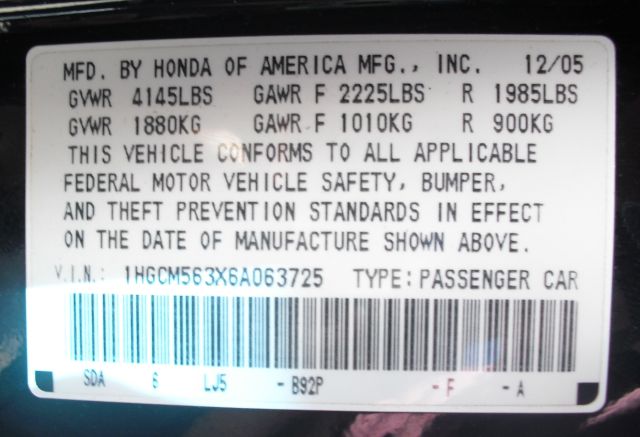 MFD. BY HONDA OF AMERICA MFG., INC. 12/05
GVWR 4145LBS GAWR F 2225LBS R 1985LBS
GVWR 1880KG GAWR F 1010KG R 900KG
THIS VEHICLE CONFORMS TO ALL APPLICABLE
FEDERAL MOTOR VEHICLE SAFETY, BUMPER,
AND THEFT PREVENTION STANDARDS IN EFFECT
ON THE DATE OF MANUFACTURE SHOWN ABOVE.
V.I.N.: 1HGCM563X6A063725 TYPE: PASSENGER CAR
SDA 6 LJ5 - B92P - F - A